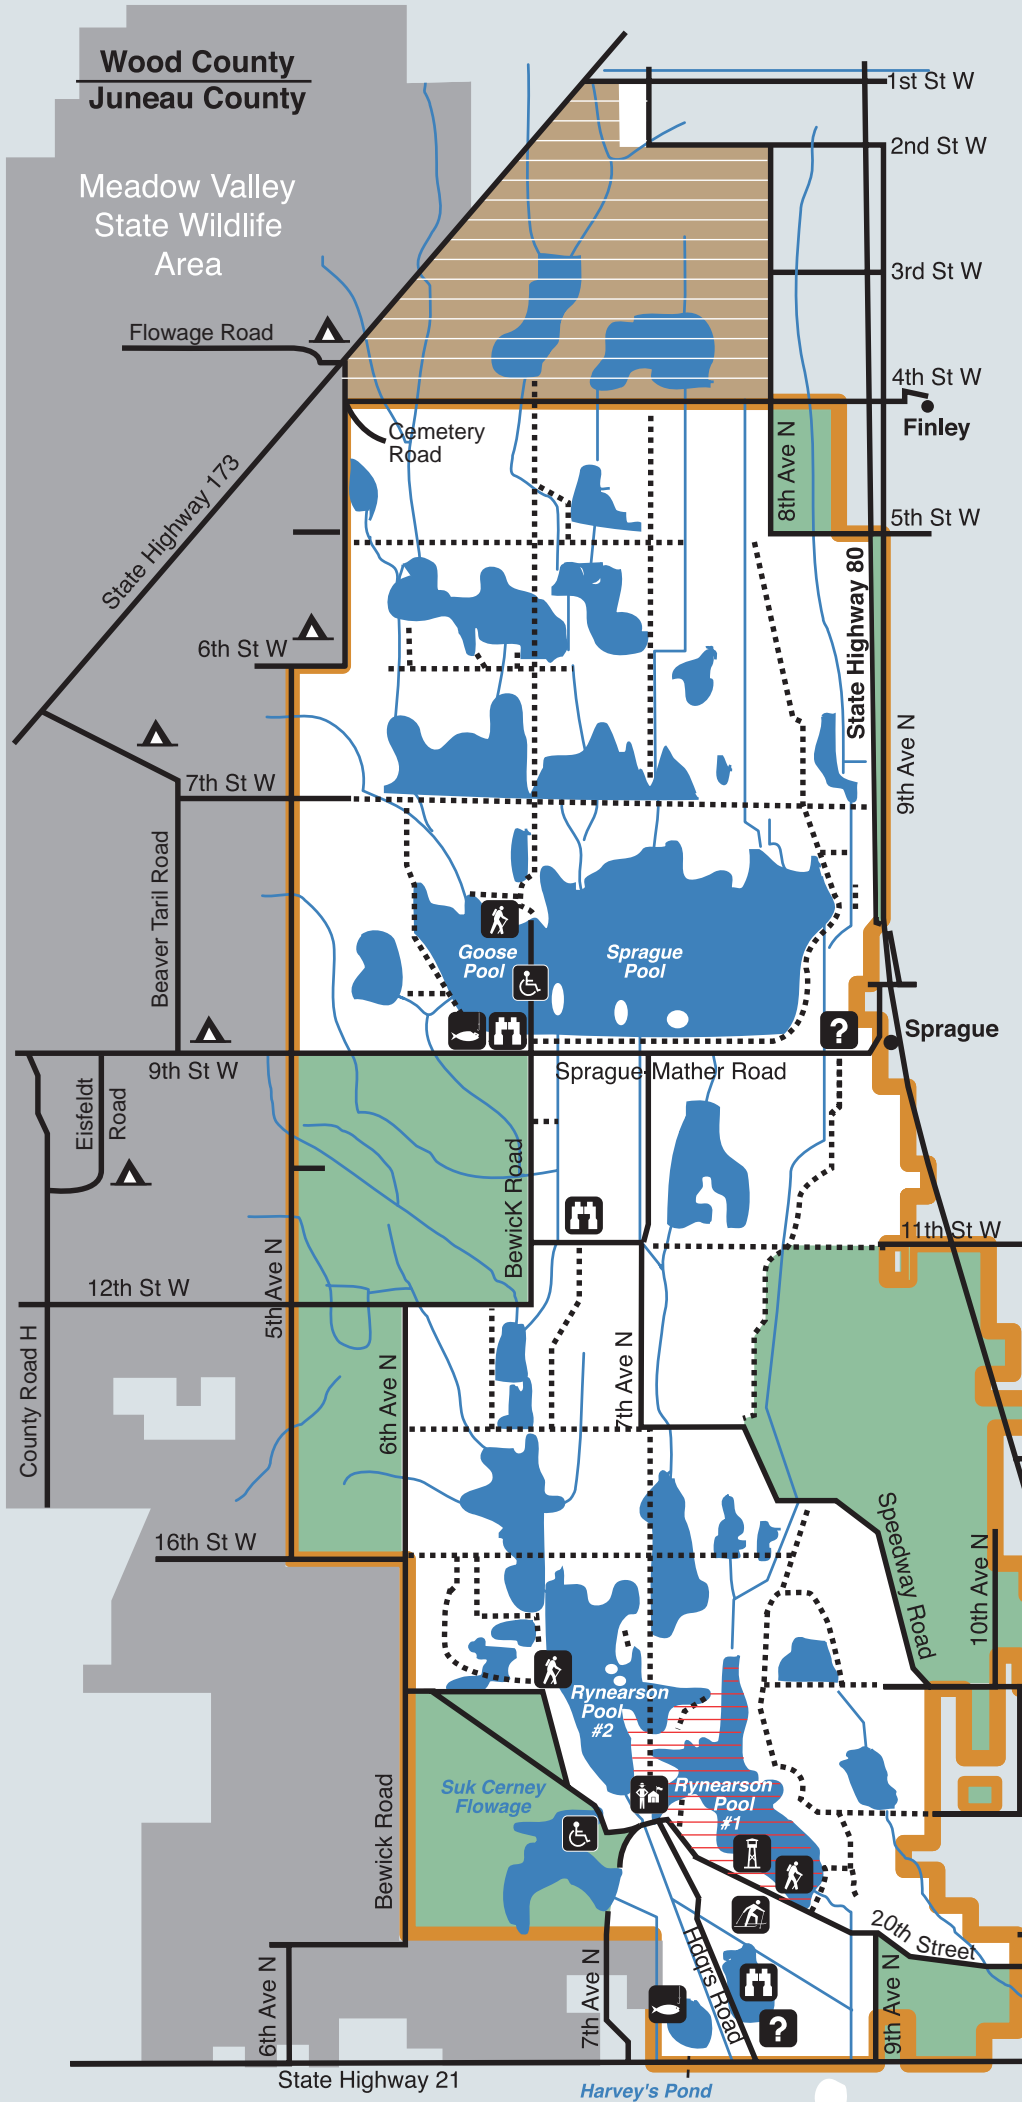 Wood County
Juneau County
1st St W
2nd St W
Meadow Valley
State Wildlife
Area
3rd St W
Flowage Road
4th St W
Finley
Cemetery
Road
8th Ave N
State Highway 173
5th St W
State Highway 80
6th St W
9th Ave N
7th St W
Beaver Taril Road
Goose
Pool
Sprague
Pool
?
Sprague
9th St W
Sprague-Mather Road
Eisfeldt
Road
BewicK Road
11th St W
5th Ave N
12th St W
County Road H
6th Ave N
7th Ave N
16th St W
Speedway Road
10th Ave N
Rynearson
Pool
#2
Suk Cerney
Flowage
Rynearson
Pool
#1
Bewick Road
20th Street
Hdqrs Road
6th Ave N
7th Ave N
9th Ave N
?
State Highway 21
Harvey's Pond